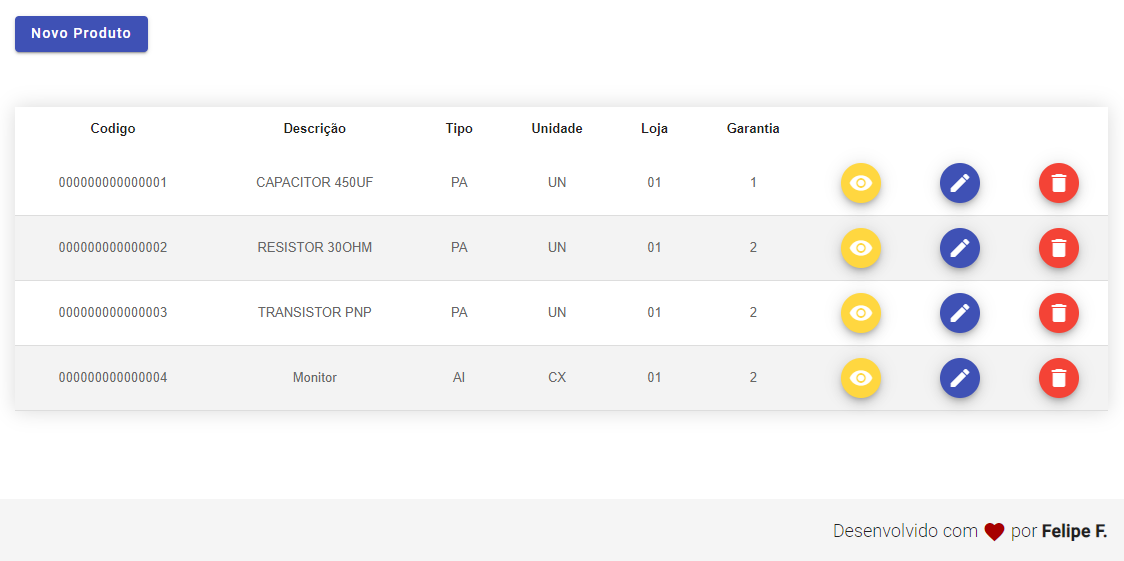 Novo Produto
Codigo Descrição Tipo Unidade Loja Garantia
000000000000001 CAPACITOR 450UF PA UN 01 1
000000000000002 RESISTOR 30OHM PA UN 01 2
000000000000003 TRANSISTOR PNP PA UN 01 2
000000000000004 Monitor AI CX 01 2
Desenvolvido com por Felipe F.